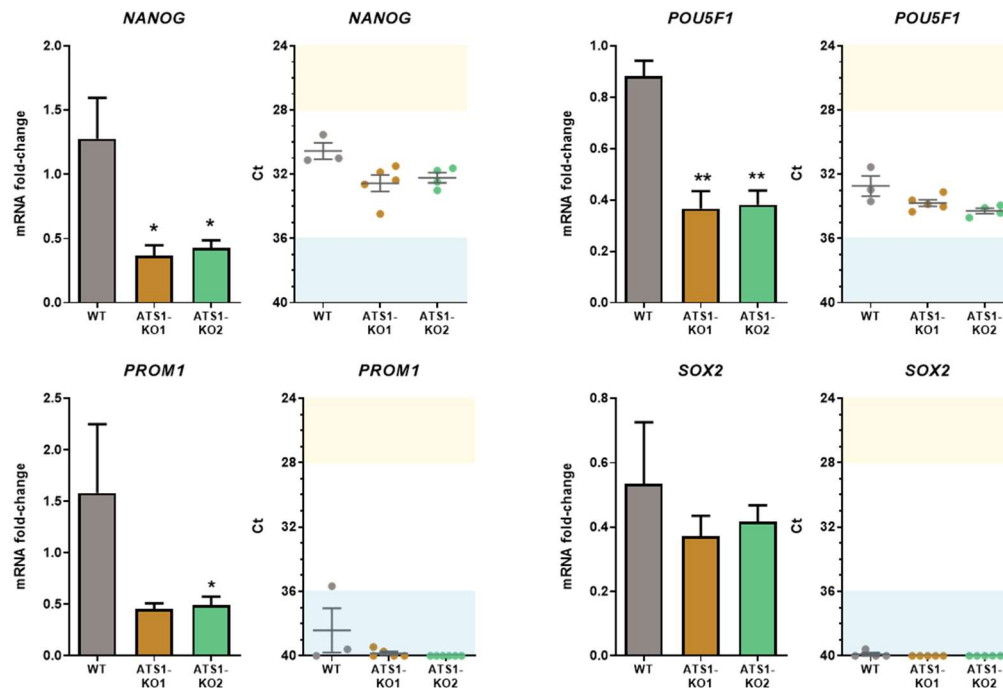 NANOG
NANOG
POU5F1
POU5F1
mRNA fold-change
2.0
1.5
1.0
0.5
0.0
*
*
WT
ATS1-
KO1
ATS1-
KO2
Ct
24
28
32
36
40
WT
ATS1-
KO1
ATS1-
KO2
mRNA fold-change
1.0
0.8
0.6
0.4
0.2
0.0
**
**
WT
ATS1-
KO1
ATS1-
KO2
Ct
24
28
32
36
40
WT
ATS1-
KO1
ATS1-
KO2
PROM1
PROM1
SOX2
SOX2
mRNA fold-change
2.5
2.0
1.5
1.0
0.5
0.0
*
WT
ATS1-
KO1
ATS1-
KO2
Ct
24
28
32
36
40
WT
ATS1-
KO1
ATS1-
KO2
mRNA fold-change
0.8
0.6
0.4
0.2
0.0
WT
ATS1-
KO1
ATS1-
KO2
Ct
24
28
32
36
40
WT
ATS1-
KO1
ATS1-
KO2